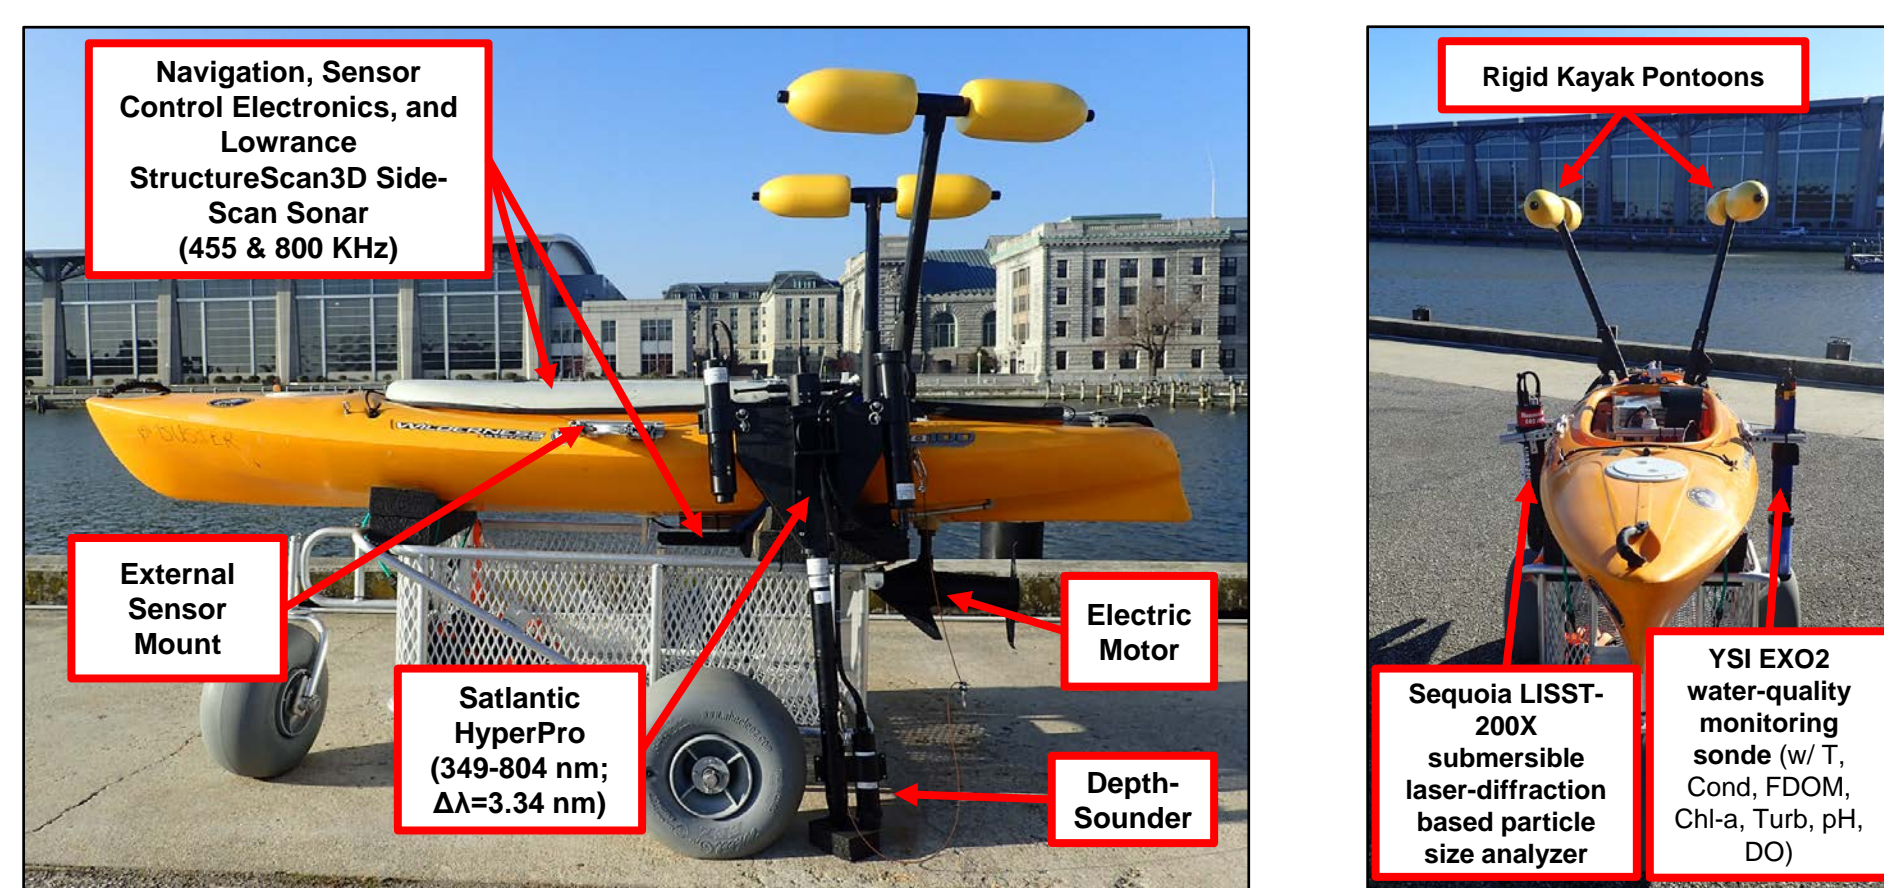 Navigation, Sensor
Control Electronics, and
Lowrance
StructureScan3D Side-
Scan Sonar
(455 & 800 KHz)
External
Sensor
Mount
Satlantic
HyperPro
(349-804 nm;
Δλ=3.34 nm)
Electric
Motor
Depth-
Sounder
WILDERNESS
Rigid Kayak Pontoons
Sequoia LISST-
200X
submersible
laser-diffraction
based particle
size analyzer
YSI EXO2
water-quality
monitoring
sonde (w/ T,
Cond, FDOM,
Chl-a, Turb, pH,
DO)